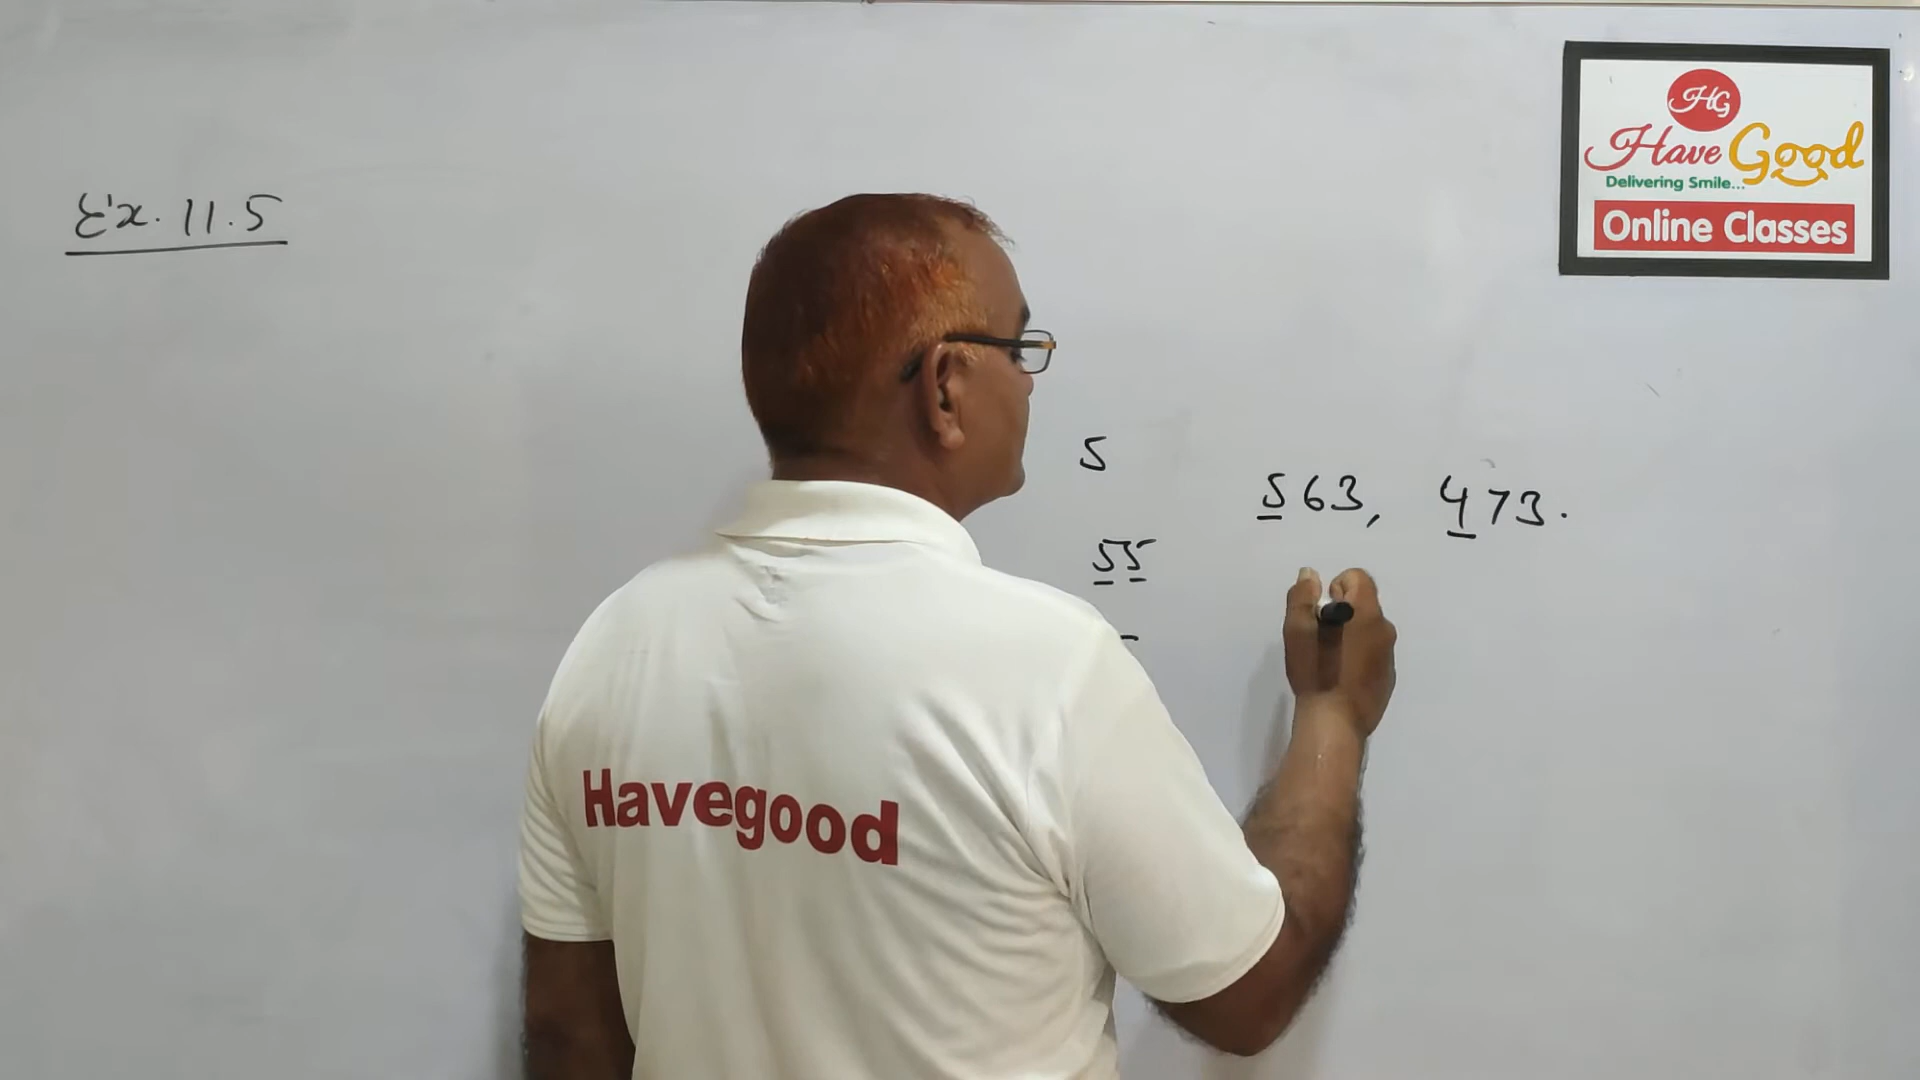 HG
Have Good
Delivering Smile...
Online Classes
Ex. 11.5
5
563, 473.
55
Havegood